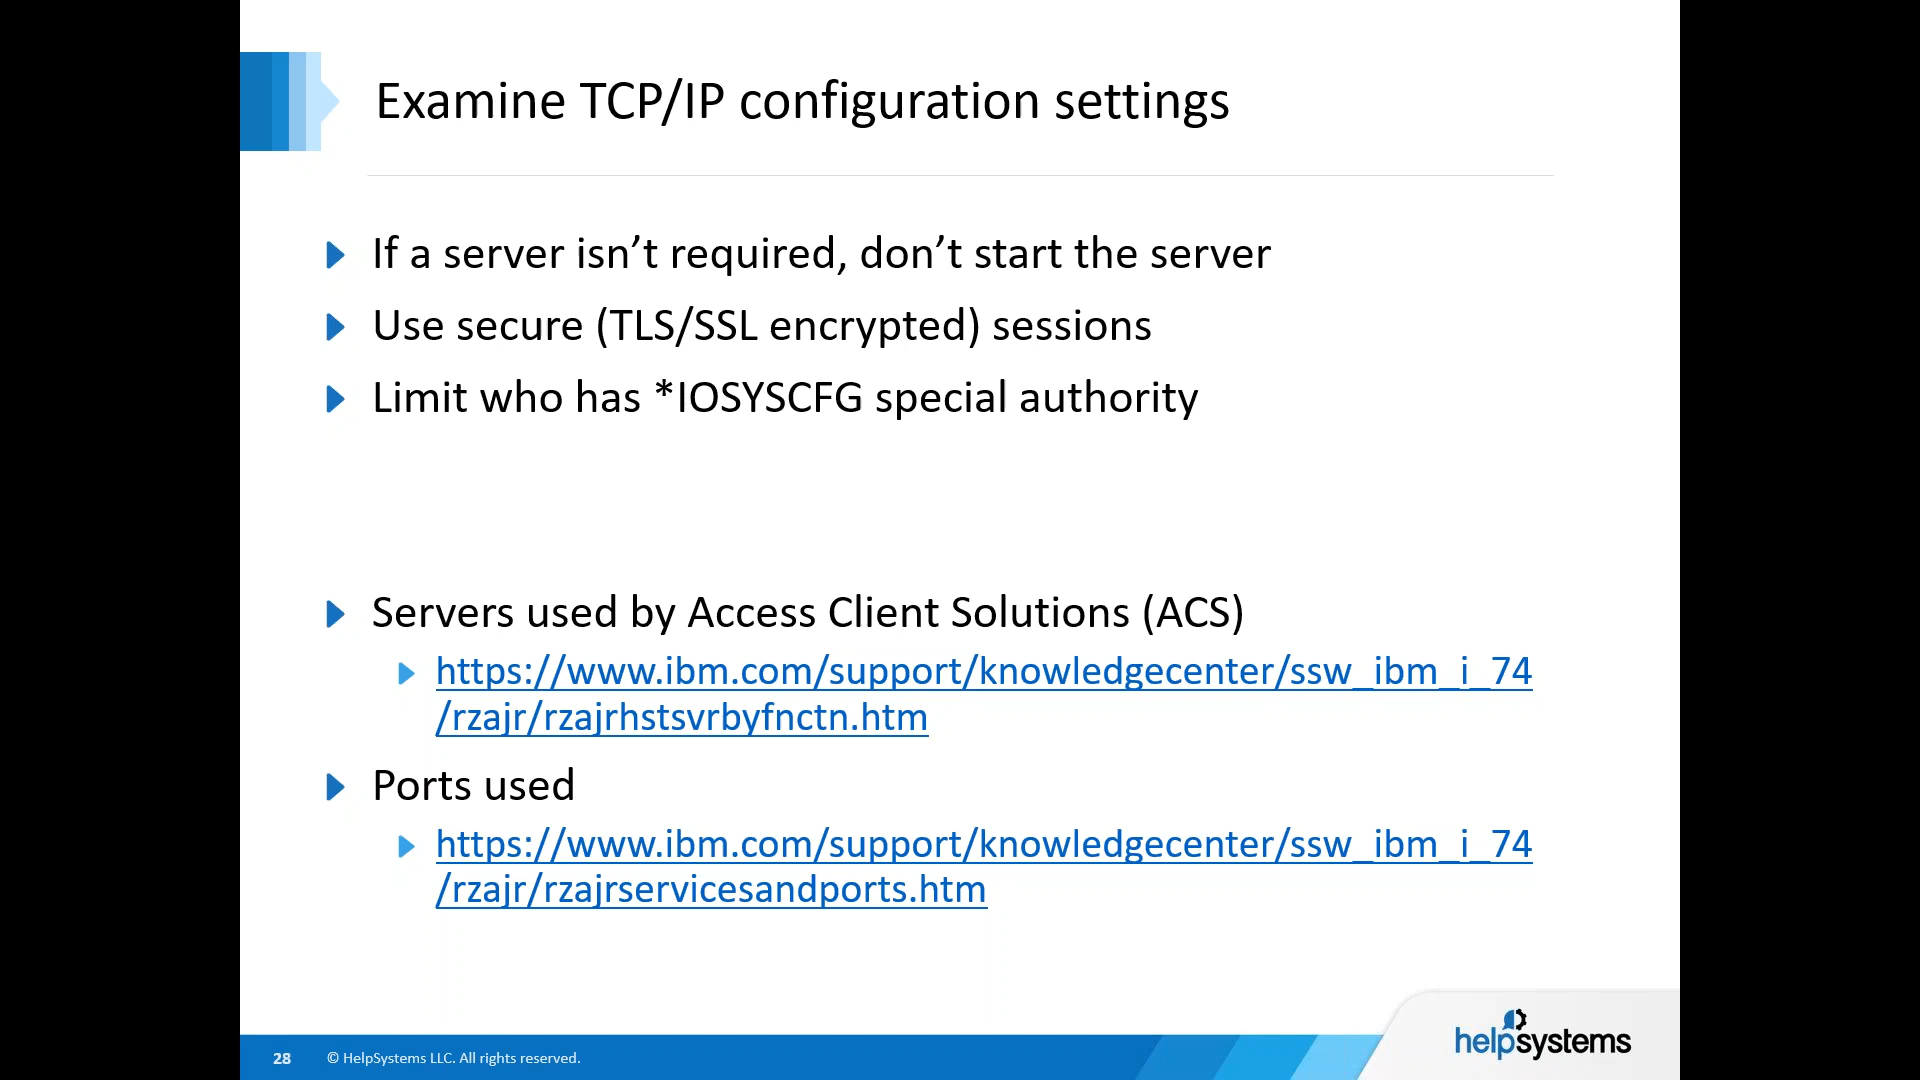 Examine TCP/IP configuration settings
If a server isn’t required, don’t start the server
Use secure (TLS/SSL encrypted) sessions
Limit who has *IOSYSCFG special authority
Servers used by Access Client Solutions (ACS)
https://www.ibm.com/support/knowledgecenter/ssw_ibm_i_74
/rzajr/rzajrhstsvrbyfnctn.htm
Ports used
https://www.ibm.com/support/knowledgecenter/ssw_ibm_i_74
/rzajr/rzajrservicesandports.htm
28 © HelpSystems LLC. All rights reserved.
helpsystems